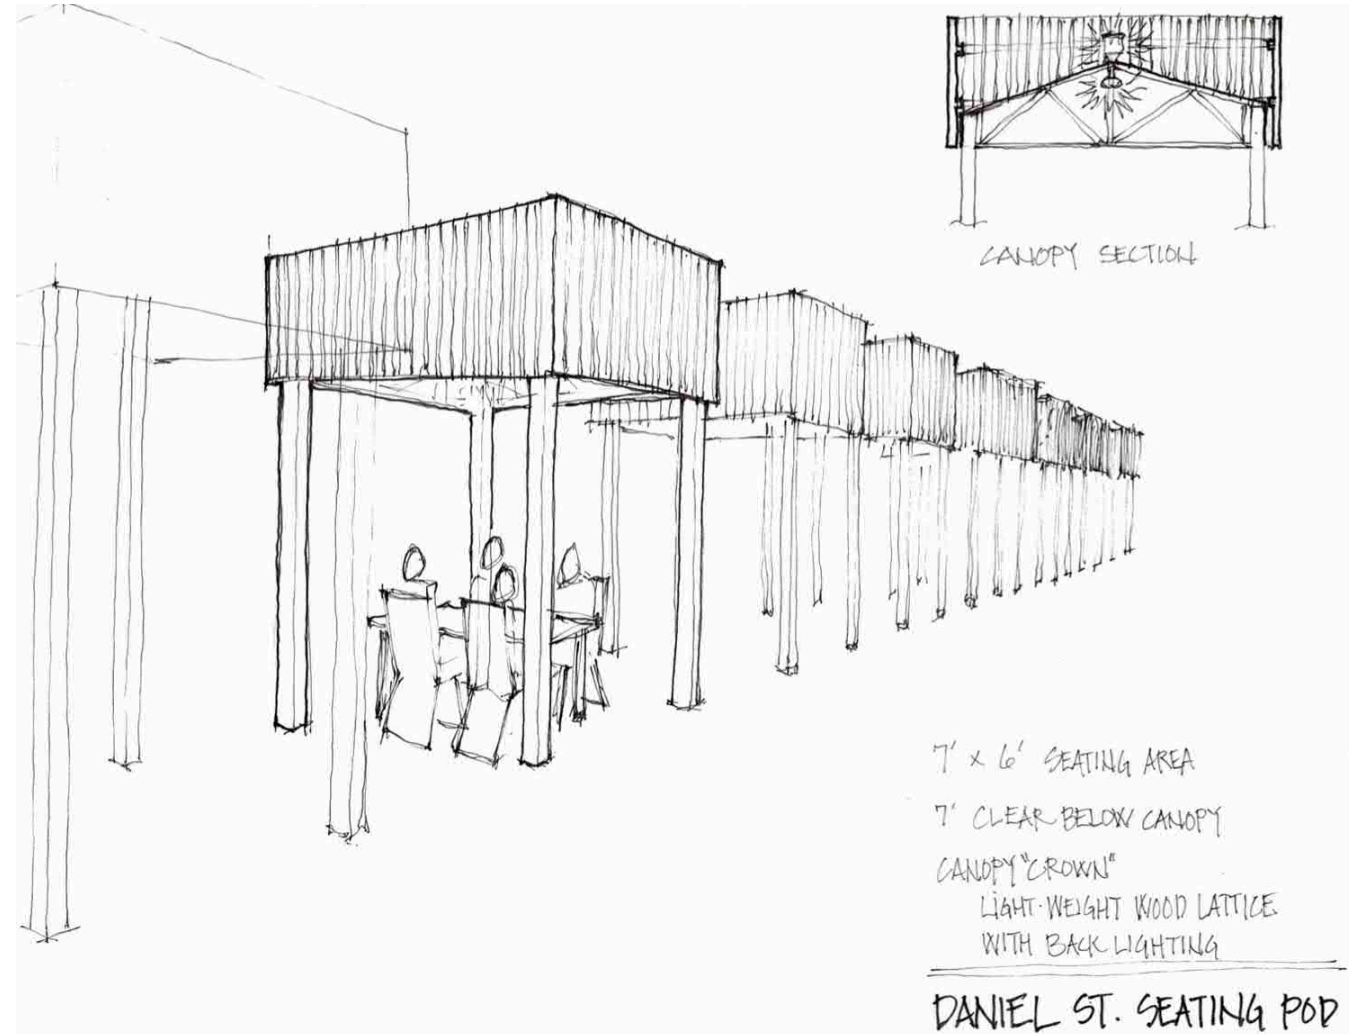 CANOPY SECTION
7' x 6' SEATING AREA
7' CLEAR BELOW CANOPY
CANOPY "CROWN"
LIGHT-WEIGHT WOOD LATTICE
WITH BACK LIGHTING
DANIEL ST. SEATING POD